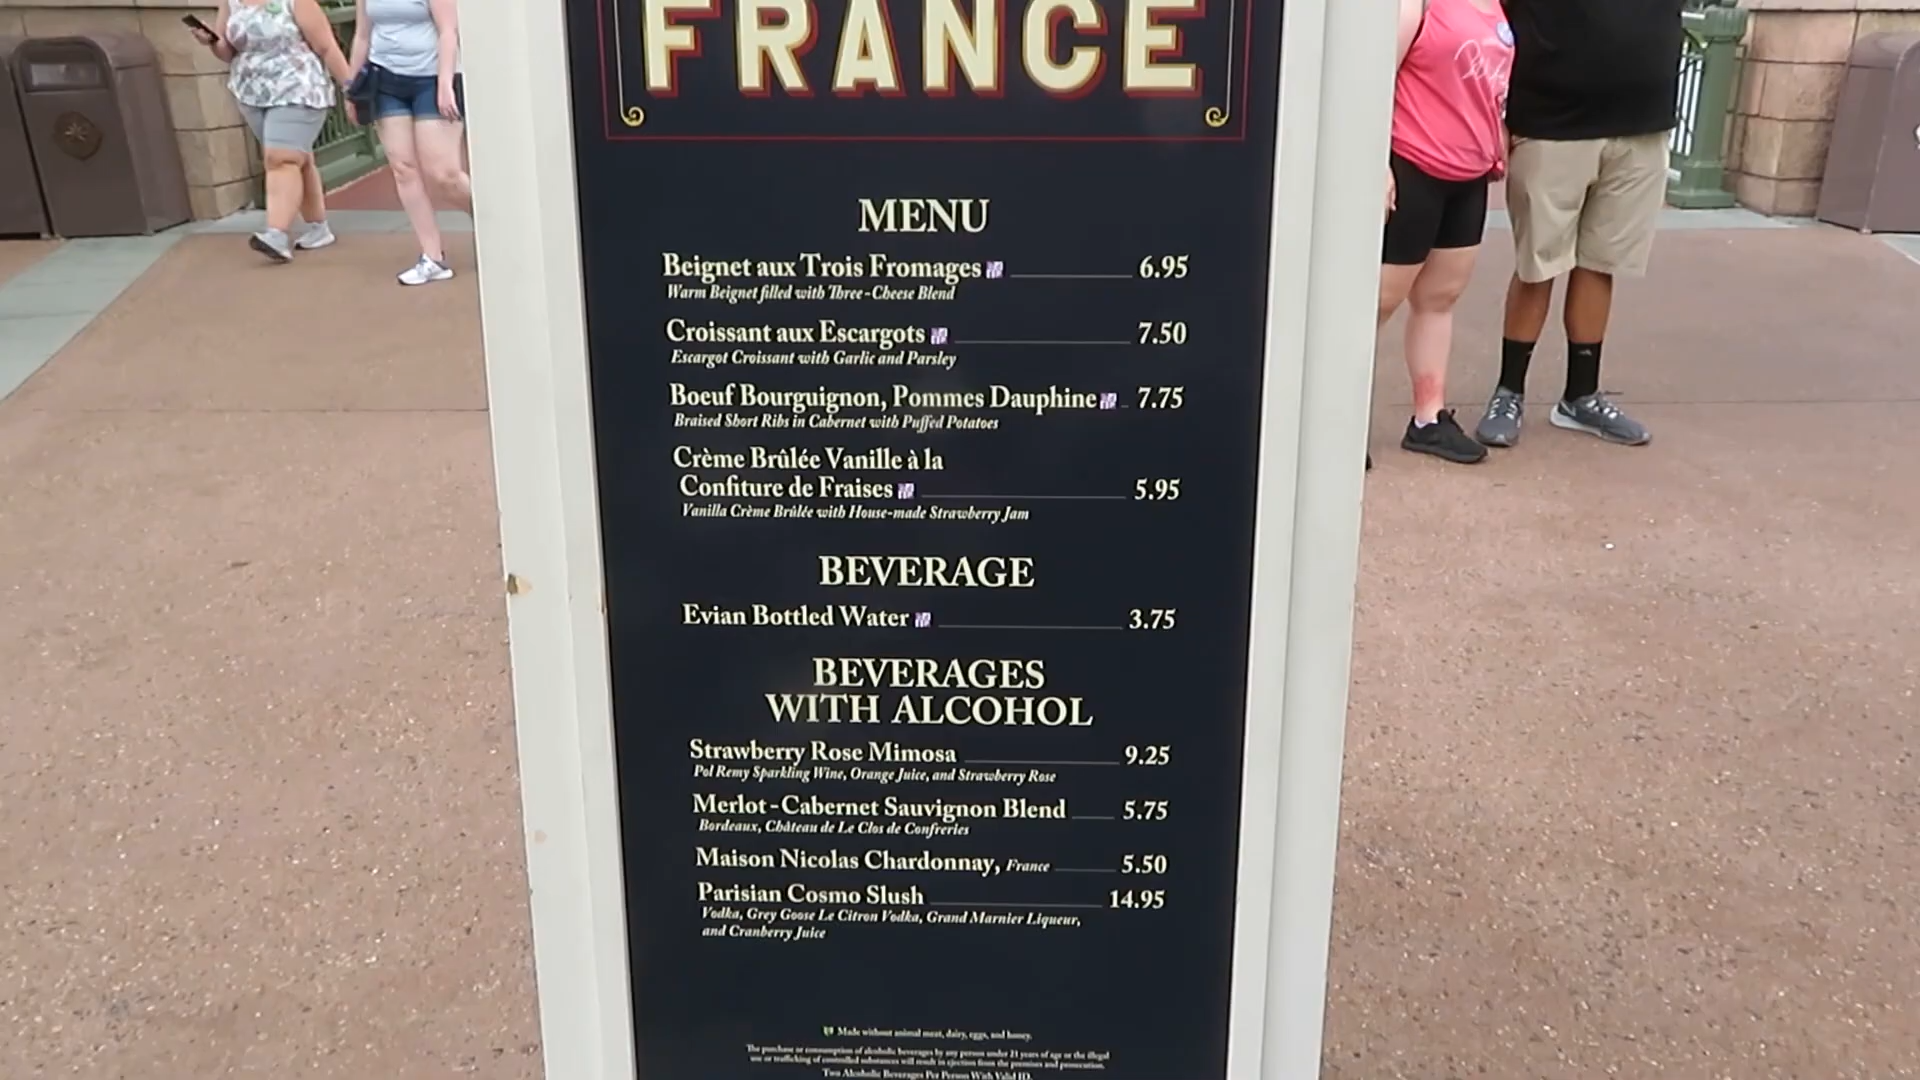 FRANCE
MENU
Beignet aux Trois Fromages 6.95
Warm Beignet filled with Three-Cheese Blend
Croissant aux Escargots 7.50
Escargot Croissant with Garlic and Parsley
Boeuf Bourguignon, Pommes Dauphine 7.75
Braised Short Ribs in Cabernet with Puffed Potatoes
Crème Brûlée Vanille à la
Confiture de Fraises 5.95
Vanilla Crème Brûlée with House-made Strawberry Jam
BEVERAGE
Evian Bottled Water 3.75
BEVERAGES
WITH ALCOHOL
Strawberry Rose Mimosa 9.25
Pol Remy Sparkling Wine, Orange Juice, and Strawberry Rose
Merlot-Cabernet Sauvignon Blend 5.75
Bordeaux, Château de Le Clos de Confreries
Maison Nicolas Chardonnay, France 5.50
Parisian Cosmo Slush 14.95
Vodka, Grey Goose Le Citron Vodka, Grand Marnier Liqueur,
and Cranberry Juice
Made without animal meat, dairy, eggs, and honey.
The purchase or consumption of alcoholic beverages by any person under 21 years of age or the illegal
use or trafficking of controlled substances will result in ejection from the premises and prosecution.
Two Alcoholic Beverages Per Person With Valid ID.